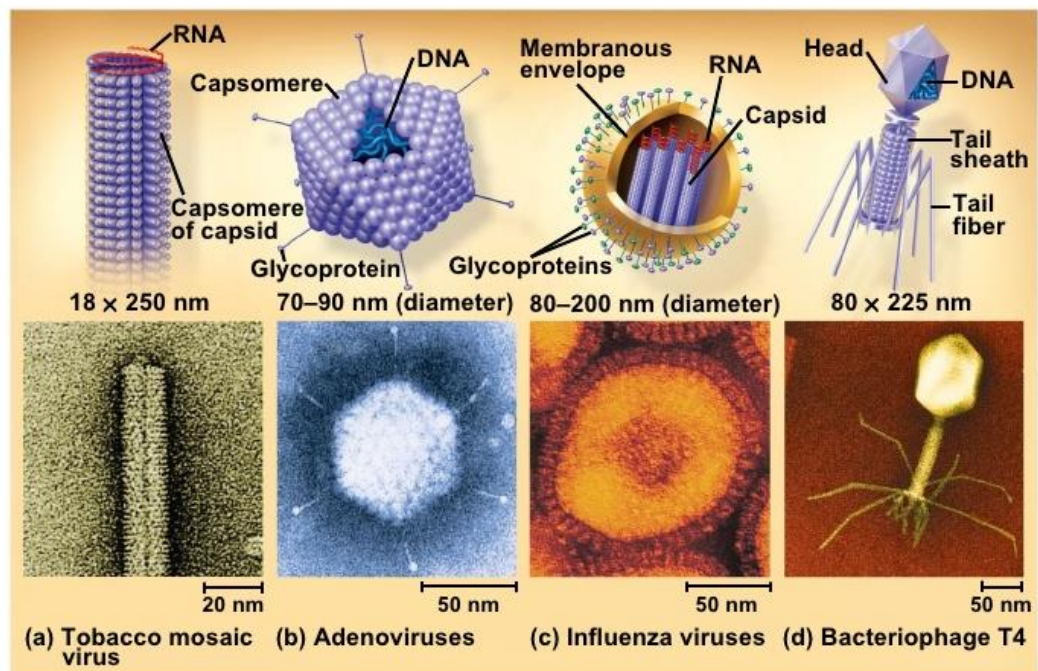 RNA
Capsomere
of capsid
18 × 250 nm
20 nm
(a) Tobacco mosaic
virus
Capsomere
DNA
Glycoprotein
70–90 nm (diameter)
50 nm
(b) Adenoviruses
Membranous
envelope
RNA
Capsid
Glycoproteins
80–200 nm (diameter)
50 nm
(c) Influenza viruses
Head
DNA
Tail
sheath
Tail
fiber
80 × 225 nm
50 nm
(d) Bacteriophage T4